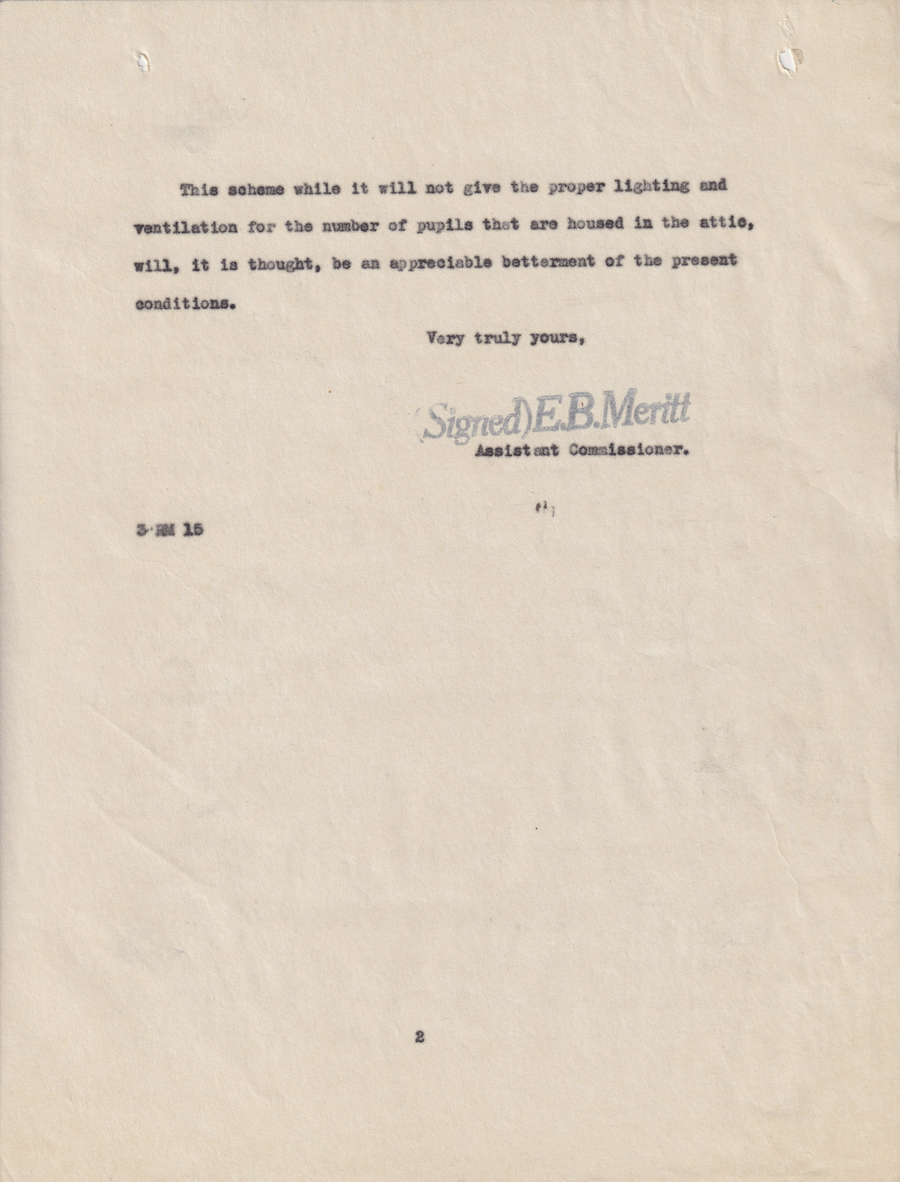 This scheme while it will not give the proper lighting and
ventilation for the number of pupils that are housed in the attic,
will, it is thought, be an appreciable betterment of the present
conditions.
Very truly yours,
(Signed) E.B.Meritt
Assistant Commissioner.
15
2